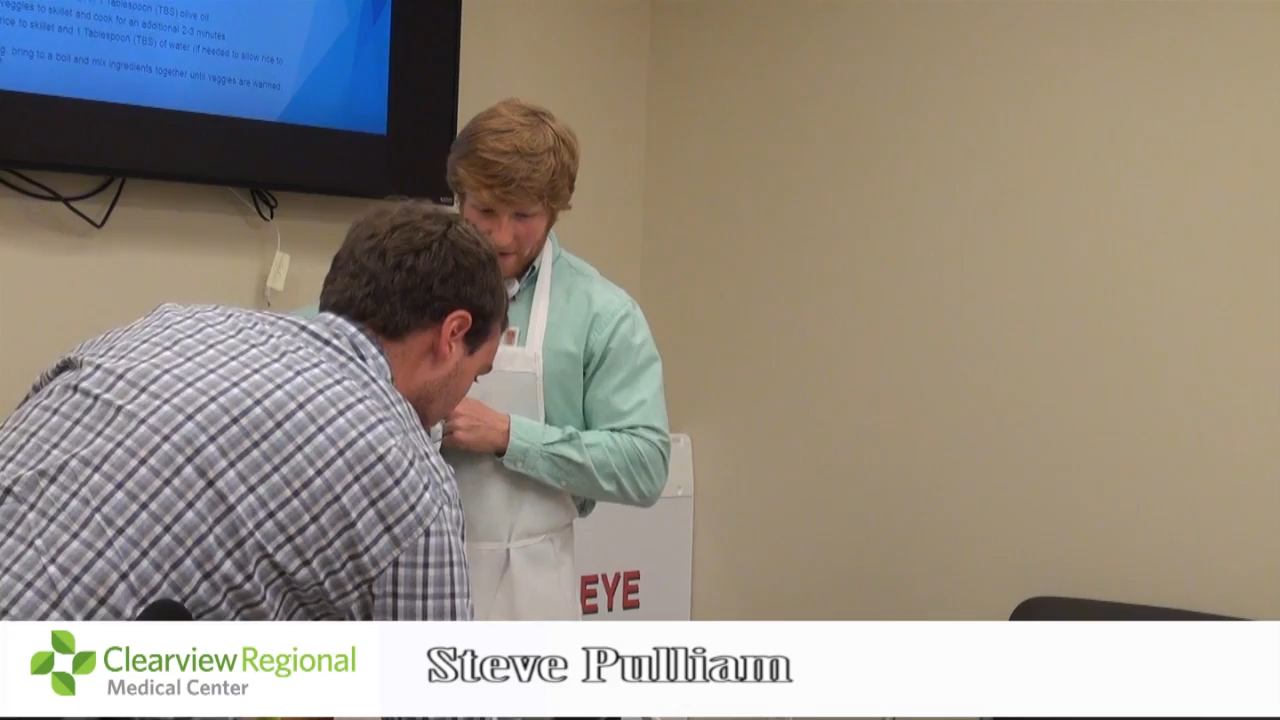 1 Tablespoon (TBS) olive oil
veggies to skillet and cook for an additional 2-3 minutes
rice to skillet and 1 Tablespoon (TBS) of water (if needed to allow rice to
bring to a boil and mix ingredients together until veggies are warmed
EYE
Clearview Regional
Medical Center
Steve Pulliam